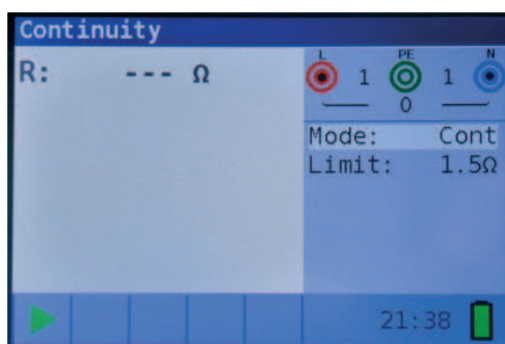 Continuity
R: --- Ω
L PE N
1 1
0
Mode: Cont
Limit: 1.5Ω
21:38